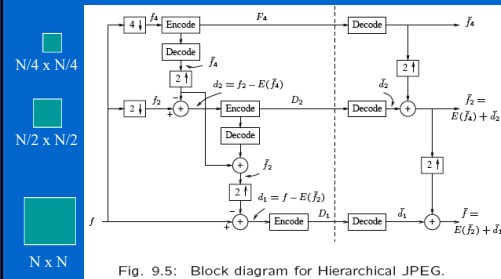 N/4 x N/4
N/2 x N/2
N x N
4↓ f₄ Encode F₄ Decode f̃₄
Decode
f̃₄
2↑ 2↑
d₂ = f₂ − E(f̃₄) d̃₂
−
2↓ f₂ + Encode D₂ Decode + f̃₂ =
+ E(f̃₄) + d̃₂
Decode
+ 2↑
f̃₂
2↑
− d₁ = f − E(f̃₂)
f + Encode D₁ Decode d̃₁ + f̃ =
+ E(f̃₂) + d̃₁
Fig. 9.5: Block diagram for Hierarchical JPEG.